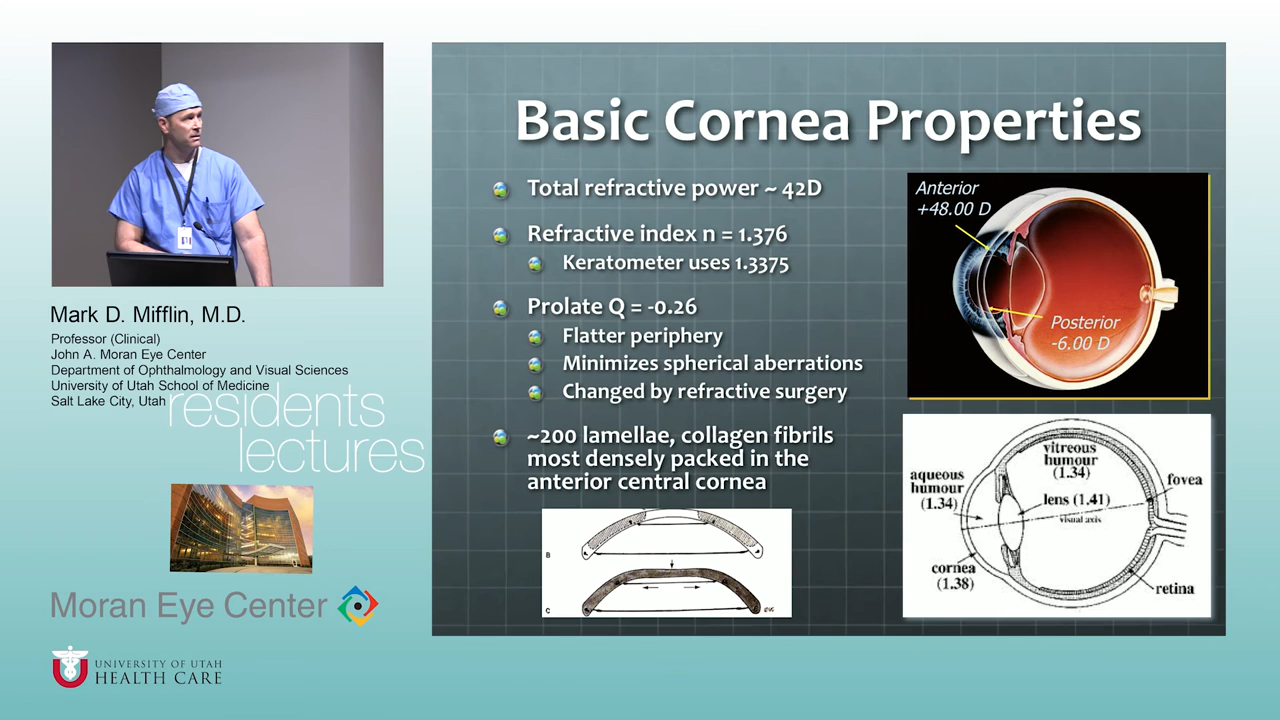 Mark D. Mifflin, M.D.
Professor (Clinical)
John A. Moran Eye Center
Department of Ophthalmology and Visual Sciences
University of Utah School of Medicine
Salt Lake City, Utah
residents
lectures
Moran Eye Center
UNIVERSITY OF UTAH
HEALTH CARE
Basic Cornea Properties
Total refractive power ~ 42D
Refractive index n = 1.376
Keratometer uses 1.3375
Prolate Q = -0.26
Flatter periphery
Minimizes spherical aberrations
Changed by refractive surgery
~200 lamellae, collagen fibrils
most densely packed in the
anterior central cornea
B
C
Anterior
+48.00 D
Posterior
-6.00 D
vitreous
humour
(1.34)
aqueous
humour
(1.34)
lens (1.41)
visual axis
fovea
cornea
(1.38)
retina